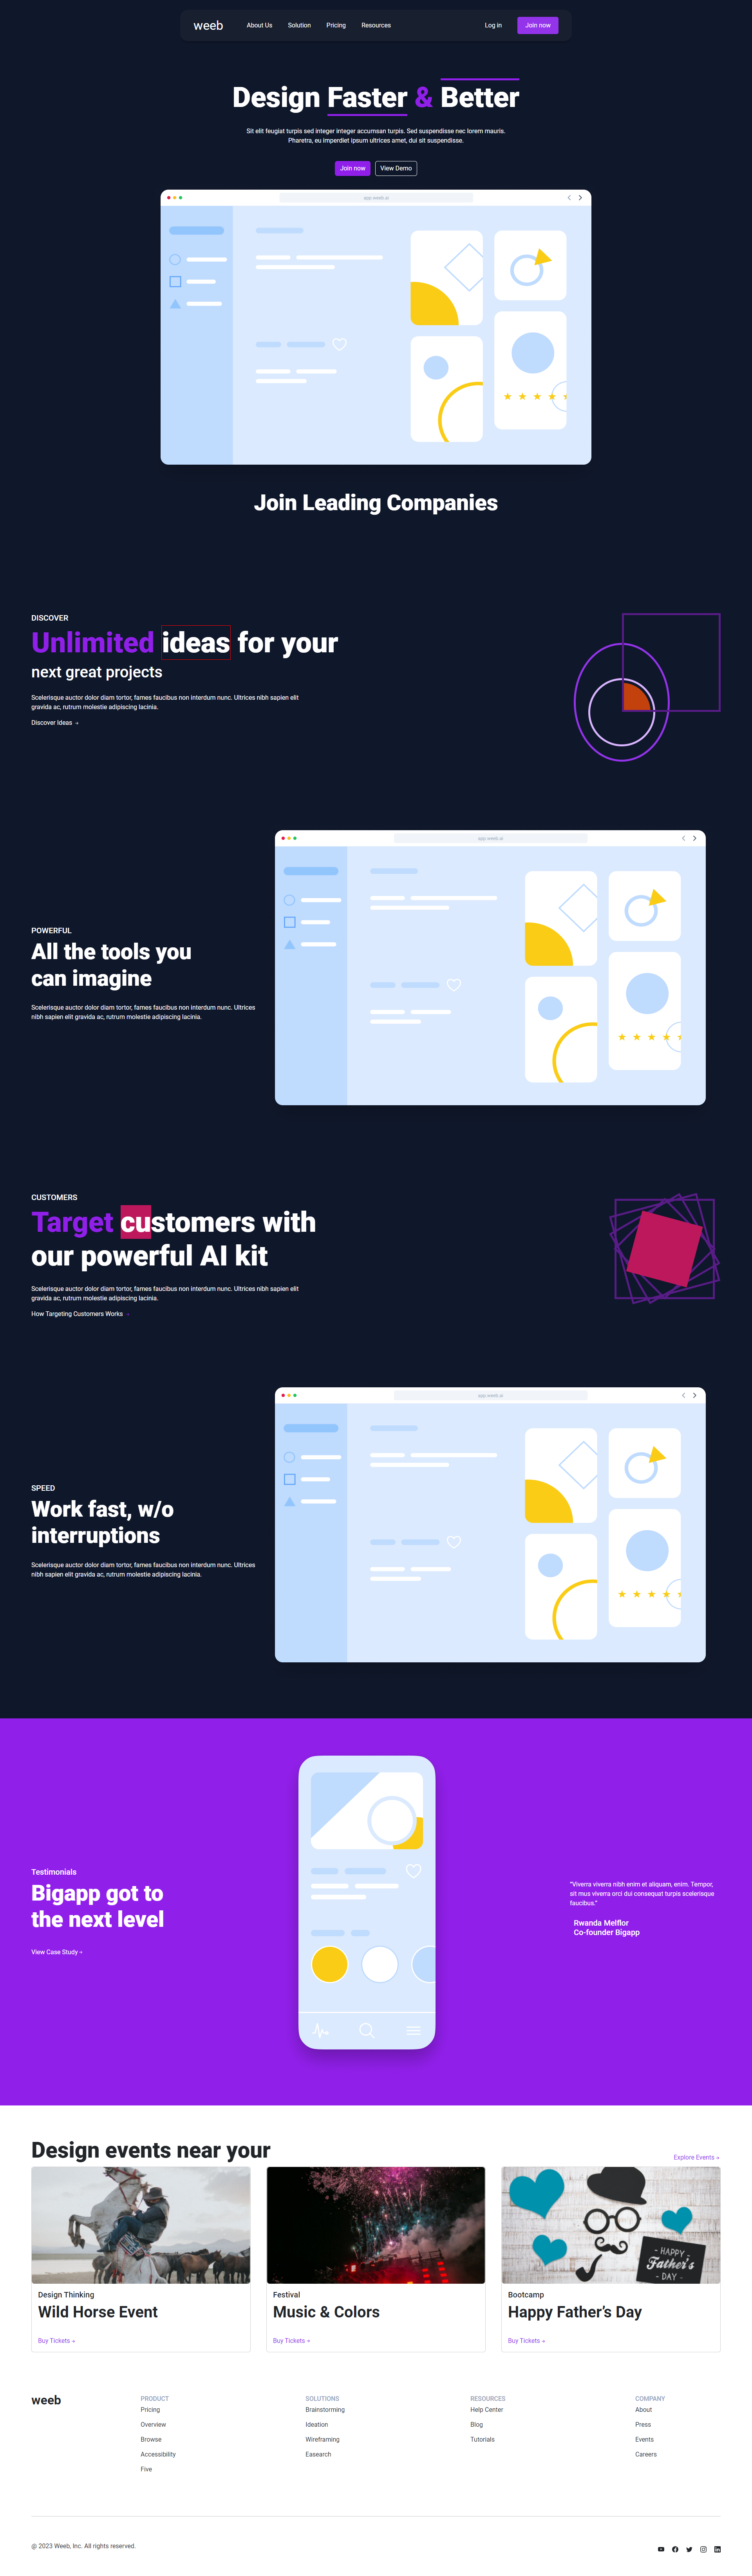 weeb About Us Solution Pricing Resources Log in Join now
Design Faster & Better
Sit elit feugiat turpis sed integer integer accumsan turpis. Sed suspendisse nec lorem mauris.
Pharetra, eu imperdiet ipsum ultrices amet, dui sit suspendisse.
Join now View Demo
app.weeb.ai
Join Leading Companies
DISCOVER
Unlimited ideas for your
next great projects
Scelerisque auctor dolor diam tortor, fames faucibus non interdum nunc. Ultrices nibh sapien elit
gravida ac, rutrum molestie adipiscing lacinia.
Discover Ideas →
app.weeb.ai
POWERFUL
All the tools you
can imagine
Scelerisque auctor dolor diam tortor, fames faucibus non interdum nunc. Ultrices
nibh sapien elit gravida ac, rutrum molestie adipiscing lacinia.
CUSTOMERS
Target customers with
our powerful AI kit
Scelerisque auctor dolor diam tortor, fames faucibus non interdum nunc. Ultrices nibh sapien elit
gravida ac, rutrum molestie adipiscing lacinia.
How Targeting Customers Works →
app.weeb.ai
SPEED
Work fast, w/o
interruptions
Scelerisque auctor dolor diam tortor, fames faucibus non interdum nunc. Ultrices
nibh sapien elit gravida ac, rutrum molestie adipiscing lacinia.
Testimonials
Bigapp got to
the next level
View Case Study →
“Viverra viverra nibh enim et aliquam, enim. Tempor,
sit mus viverra orci dui consequat turpis scelerisque
faucibus.”
Rwanda Melflor
Co-founder Bigapp
Design events near your
Explore Events →
HAPPY
Father's
DAY
Design Thinking
Wild Horse Event
Buy Tickets →
Festival
Music & Colors
Buy Tickets →
Bootcamp
Happy Father’s Day
Buy Tickets →
weeb
PRODUCT
Pricing
Overview
Browse
Accessibility
Five
SOLUTIONS
Brainstorming
Ideation
Wireframing
Easearch
RESOURCES
Help Center
Blog
Tutorials
COMPANY
About
Press
Events
Careers
@ 2023 Weeb, Inc. All rights reserved.